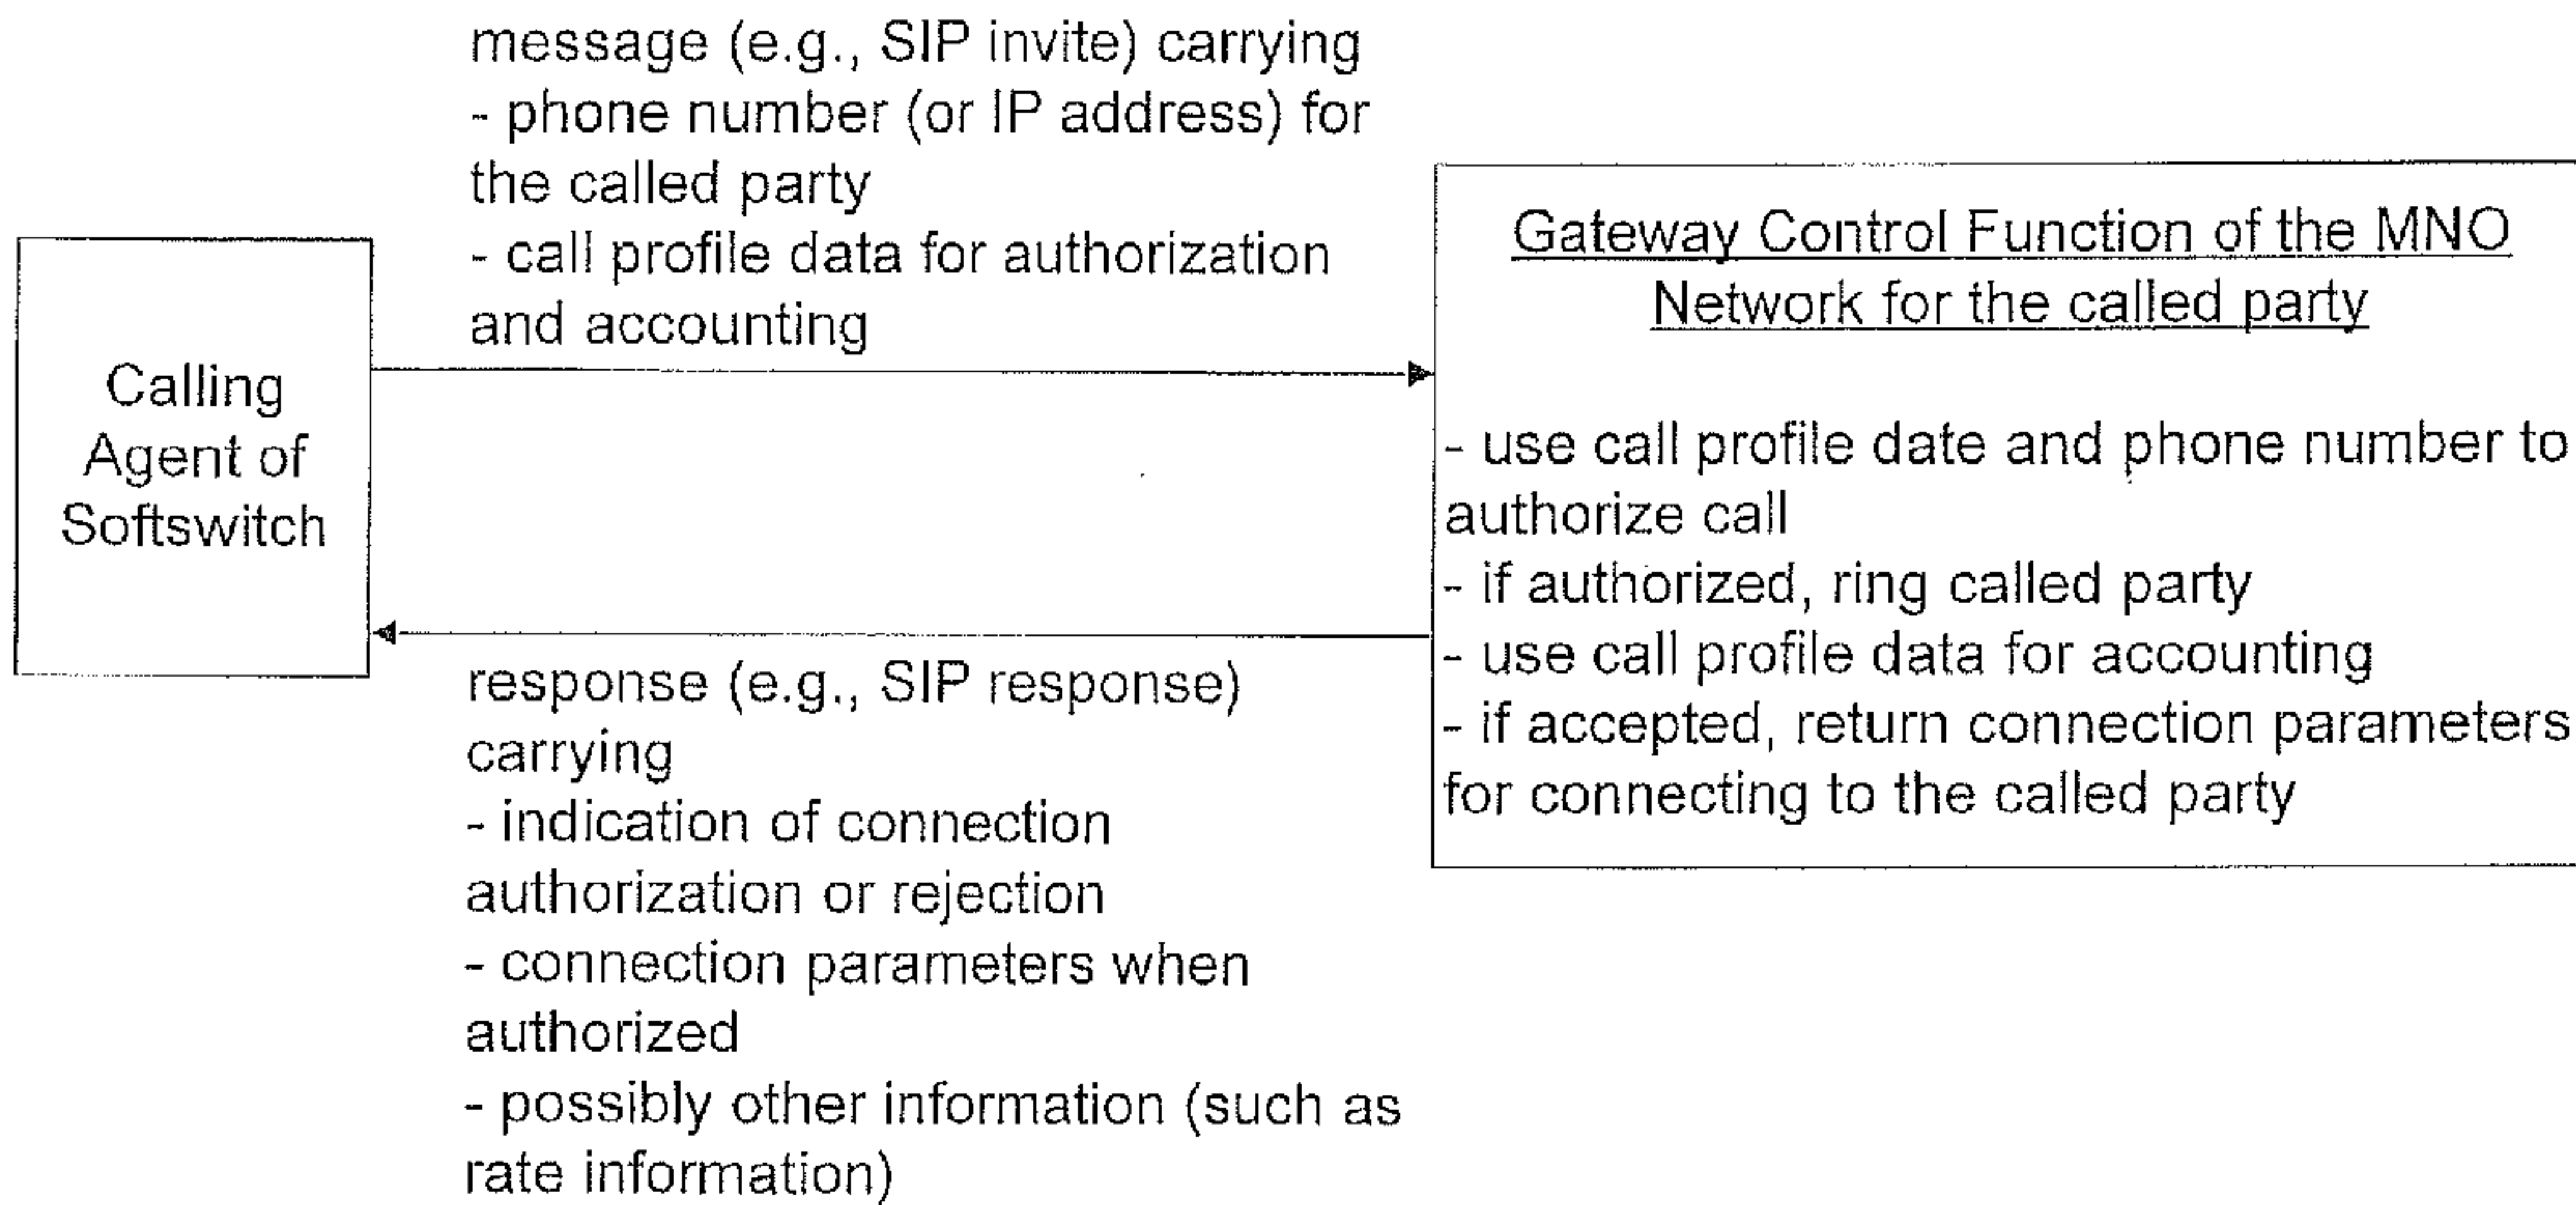 message (e.g., SIP invite) carrying
- phone number (or IP address) for
the called party
- call profile data for authorization
and accounting
Calling
Agent of
Softswitch
Gateway Control Function of the MNO
Network for the called party
- use call profile date and phone number to
authorize call
- if authorized, ring called party
- use call profile data for accounting
- if accepted, return connection parameters
for connecting to the called party
response (e.g., SIP response)
carrying
- indication of connection
authorization or rejection
- connection parameters when
authorized
- possibly other information (such as
rate information)